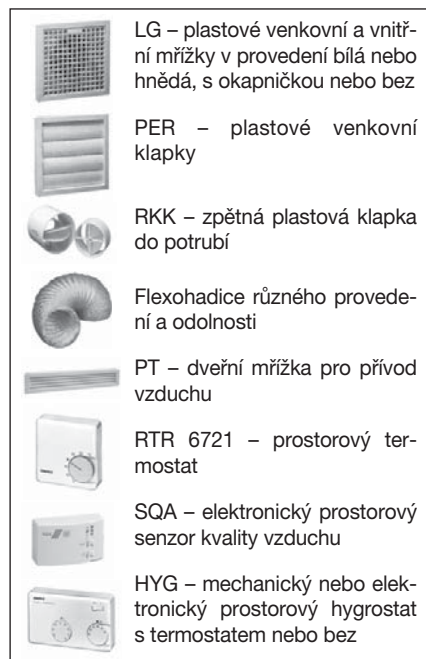 LG – plastové venkovní a vnitř-
ní mřížky v provedení bílá nebo
hnědá, s okapničkou nebo bez
PER – plastové venkovní
klapky
RKK – zpětná plastová klapka
do potrubí
Flexohadice různého provede-
ní a odolnosti
PT – dveřní mřížka pro přívod
vzduchu
RTR 6721 – prostorový ter-
mostat
SQA – elektronický prostorový
senzor kvality vzduchu
HYG – mechanický nebo elek-
tronický prostorový hygrostat
s termostatem nebo bez